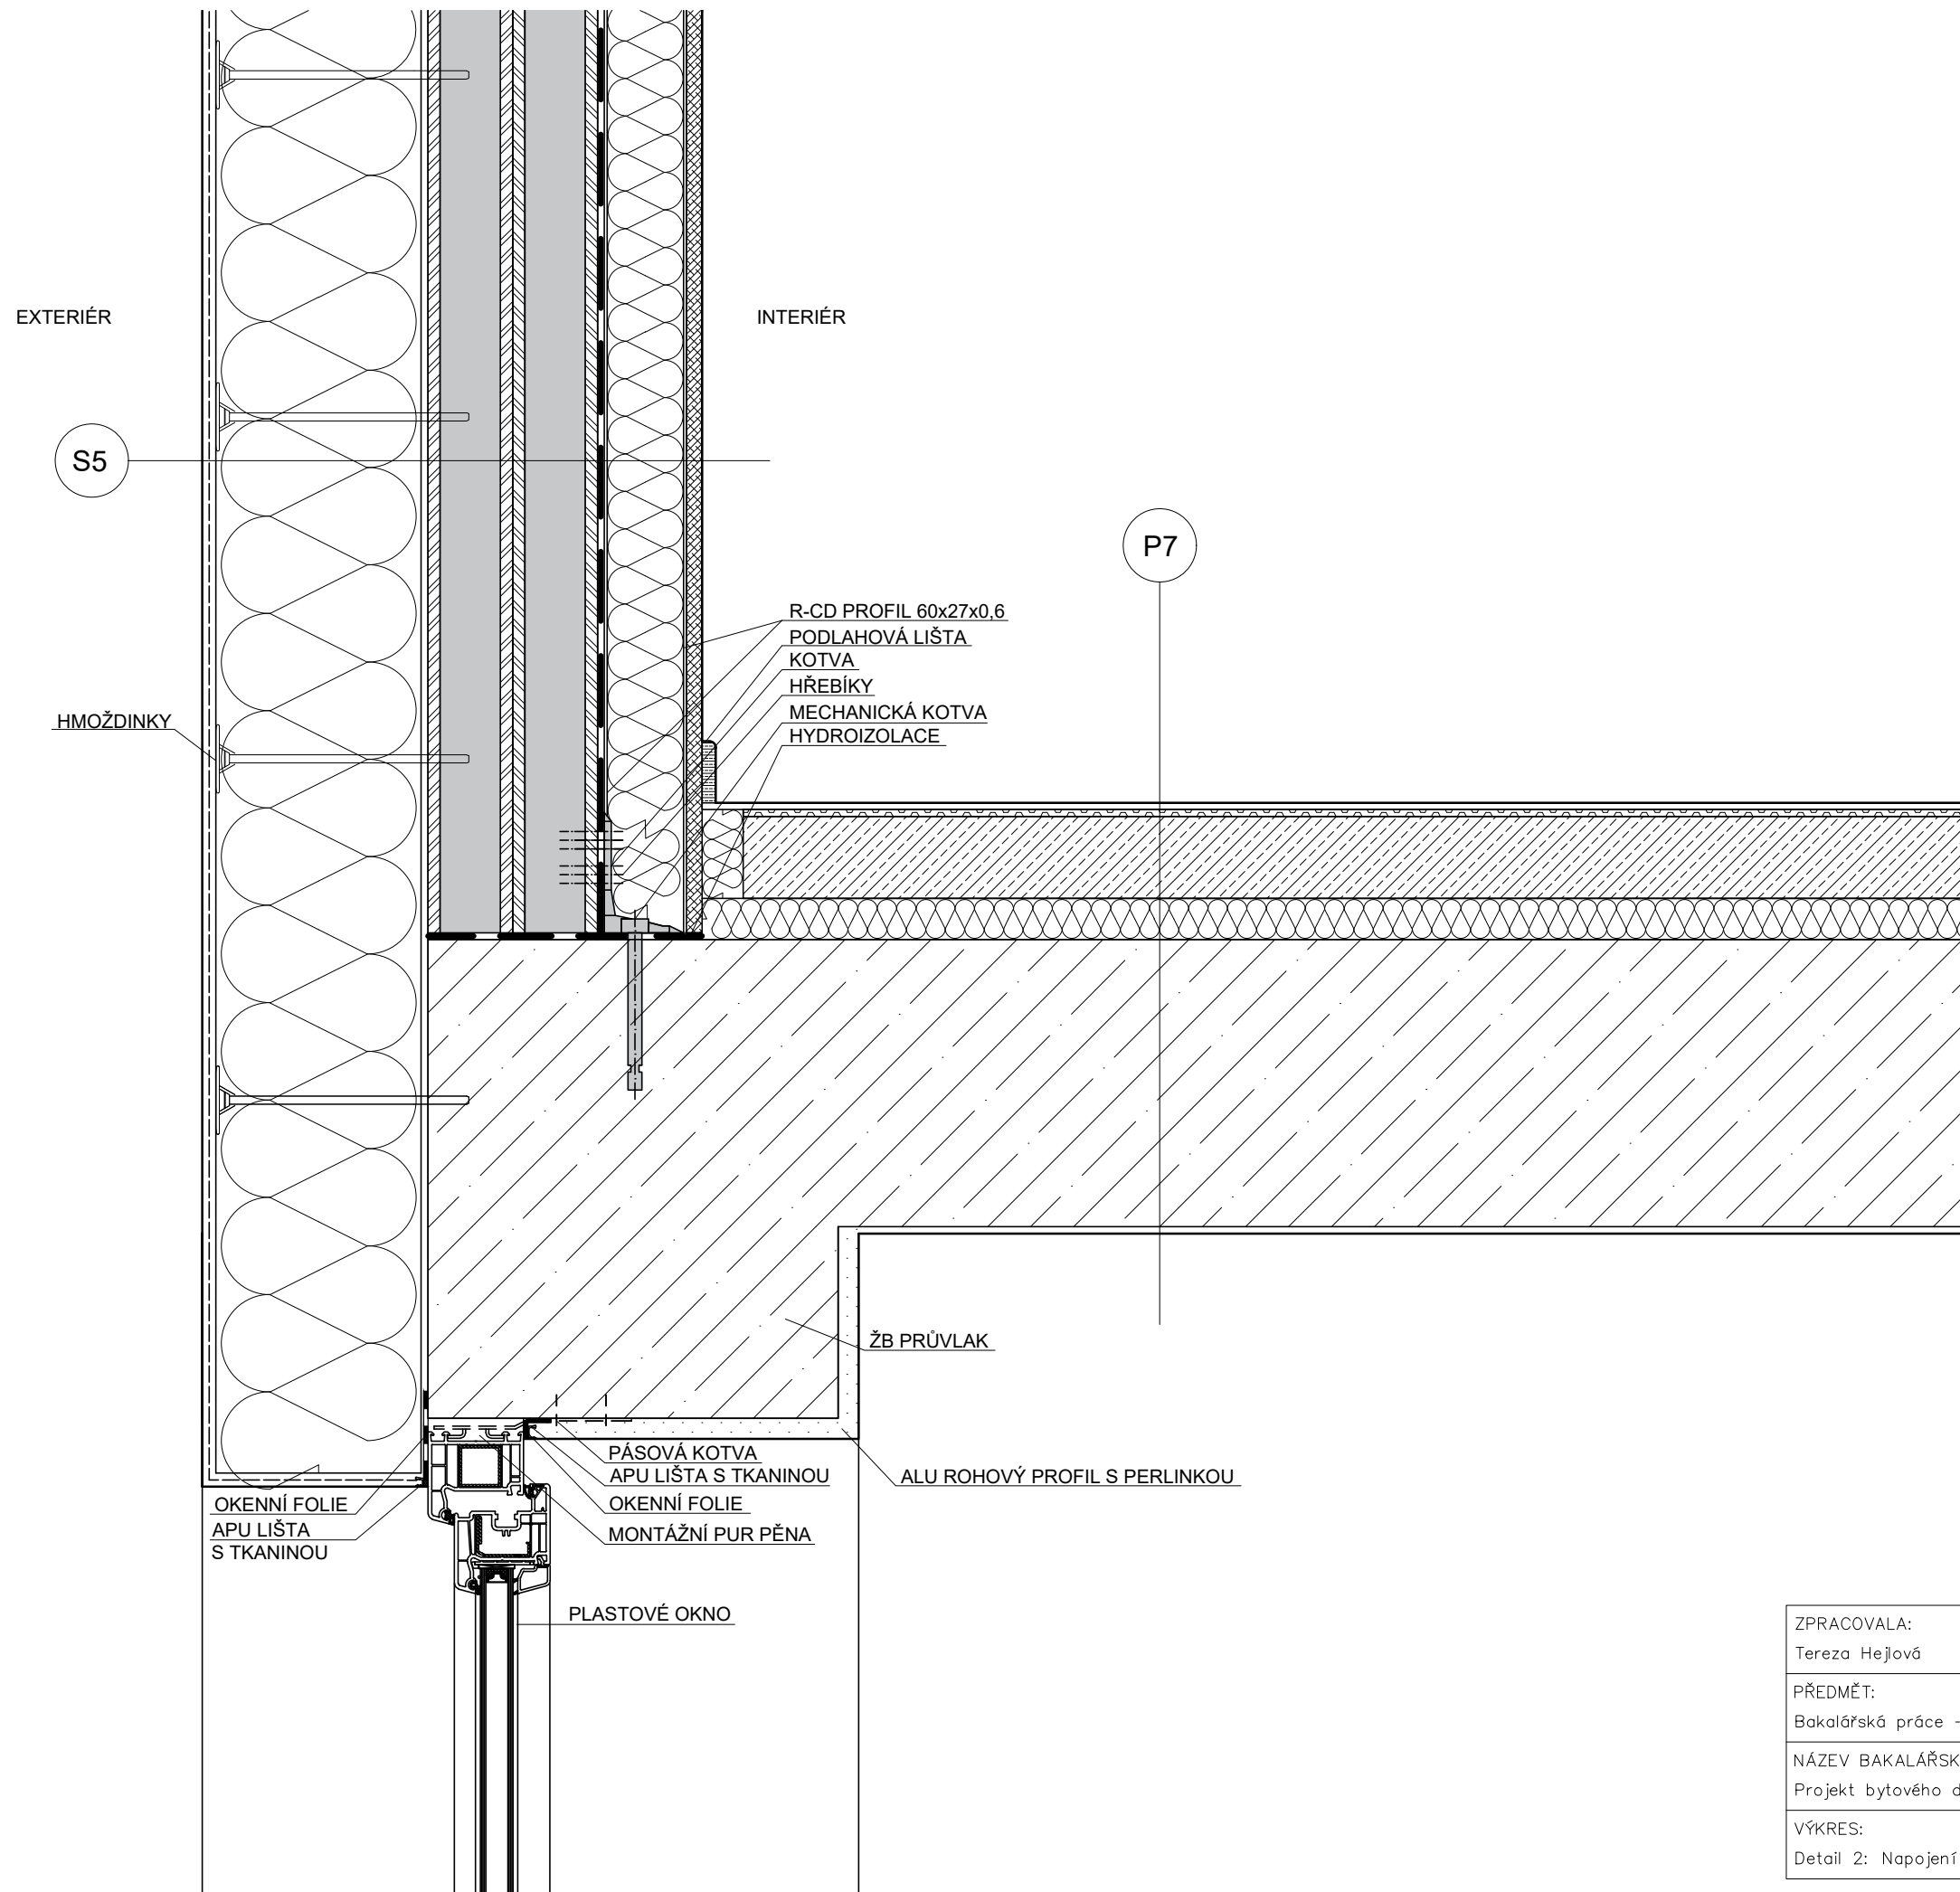 EXTERIÉR
INTERIÉR
S5
P7
R-CD PROFIL 60x27x0,6
PODLAHOVÁ LIŠTA
KOTVA
HŘEBÍKY
MECHANICKÁ KOTVA
HYDROIZOLACE
HMOŽDINKY
ŽB PRŮVLAK
PÁSOVÁ KOTVA
APU LIŠTA S TKANINOU
OKENNÍ FOLIE
MONTÁŽNÍ PUR PĚNA
ALU ROHOVÝ PROFIL S PERLINKOU
OKENNÍ FOLIE
APU LIŠTA
S TKANINOU
PLASTOVÉ OKNO
ZPRACOVALA:
Tereza Hejlová
PŘEDMĚT:
Bakalářská práce -
NÁZEV BAKALÁŘSK
Projekt bytového d
VÝKRES:
Detail 2: Napojení